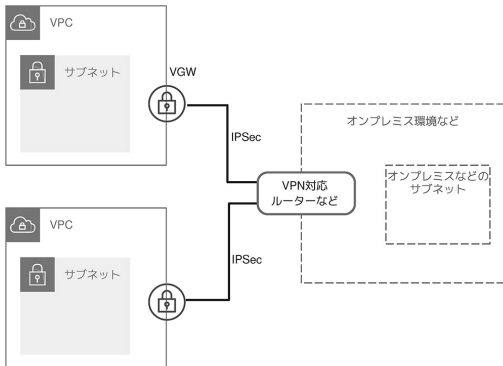 VPC
サブネット
VGW
IPSec
オンプレミス環境など
オンプレミスなどの
サブネット
VPN対応
ルーターなど
VPC
サブネット
IPSec